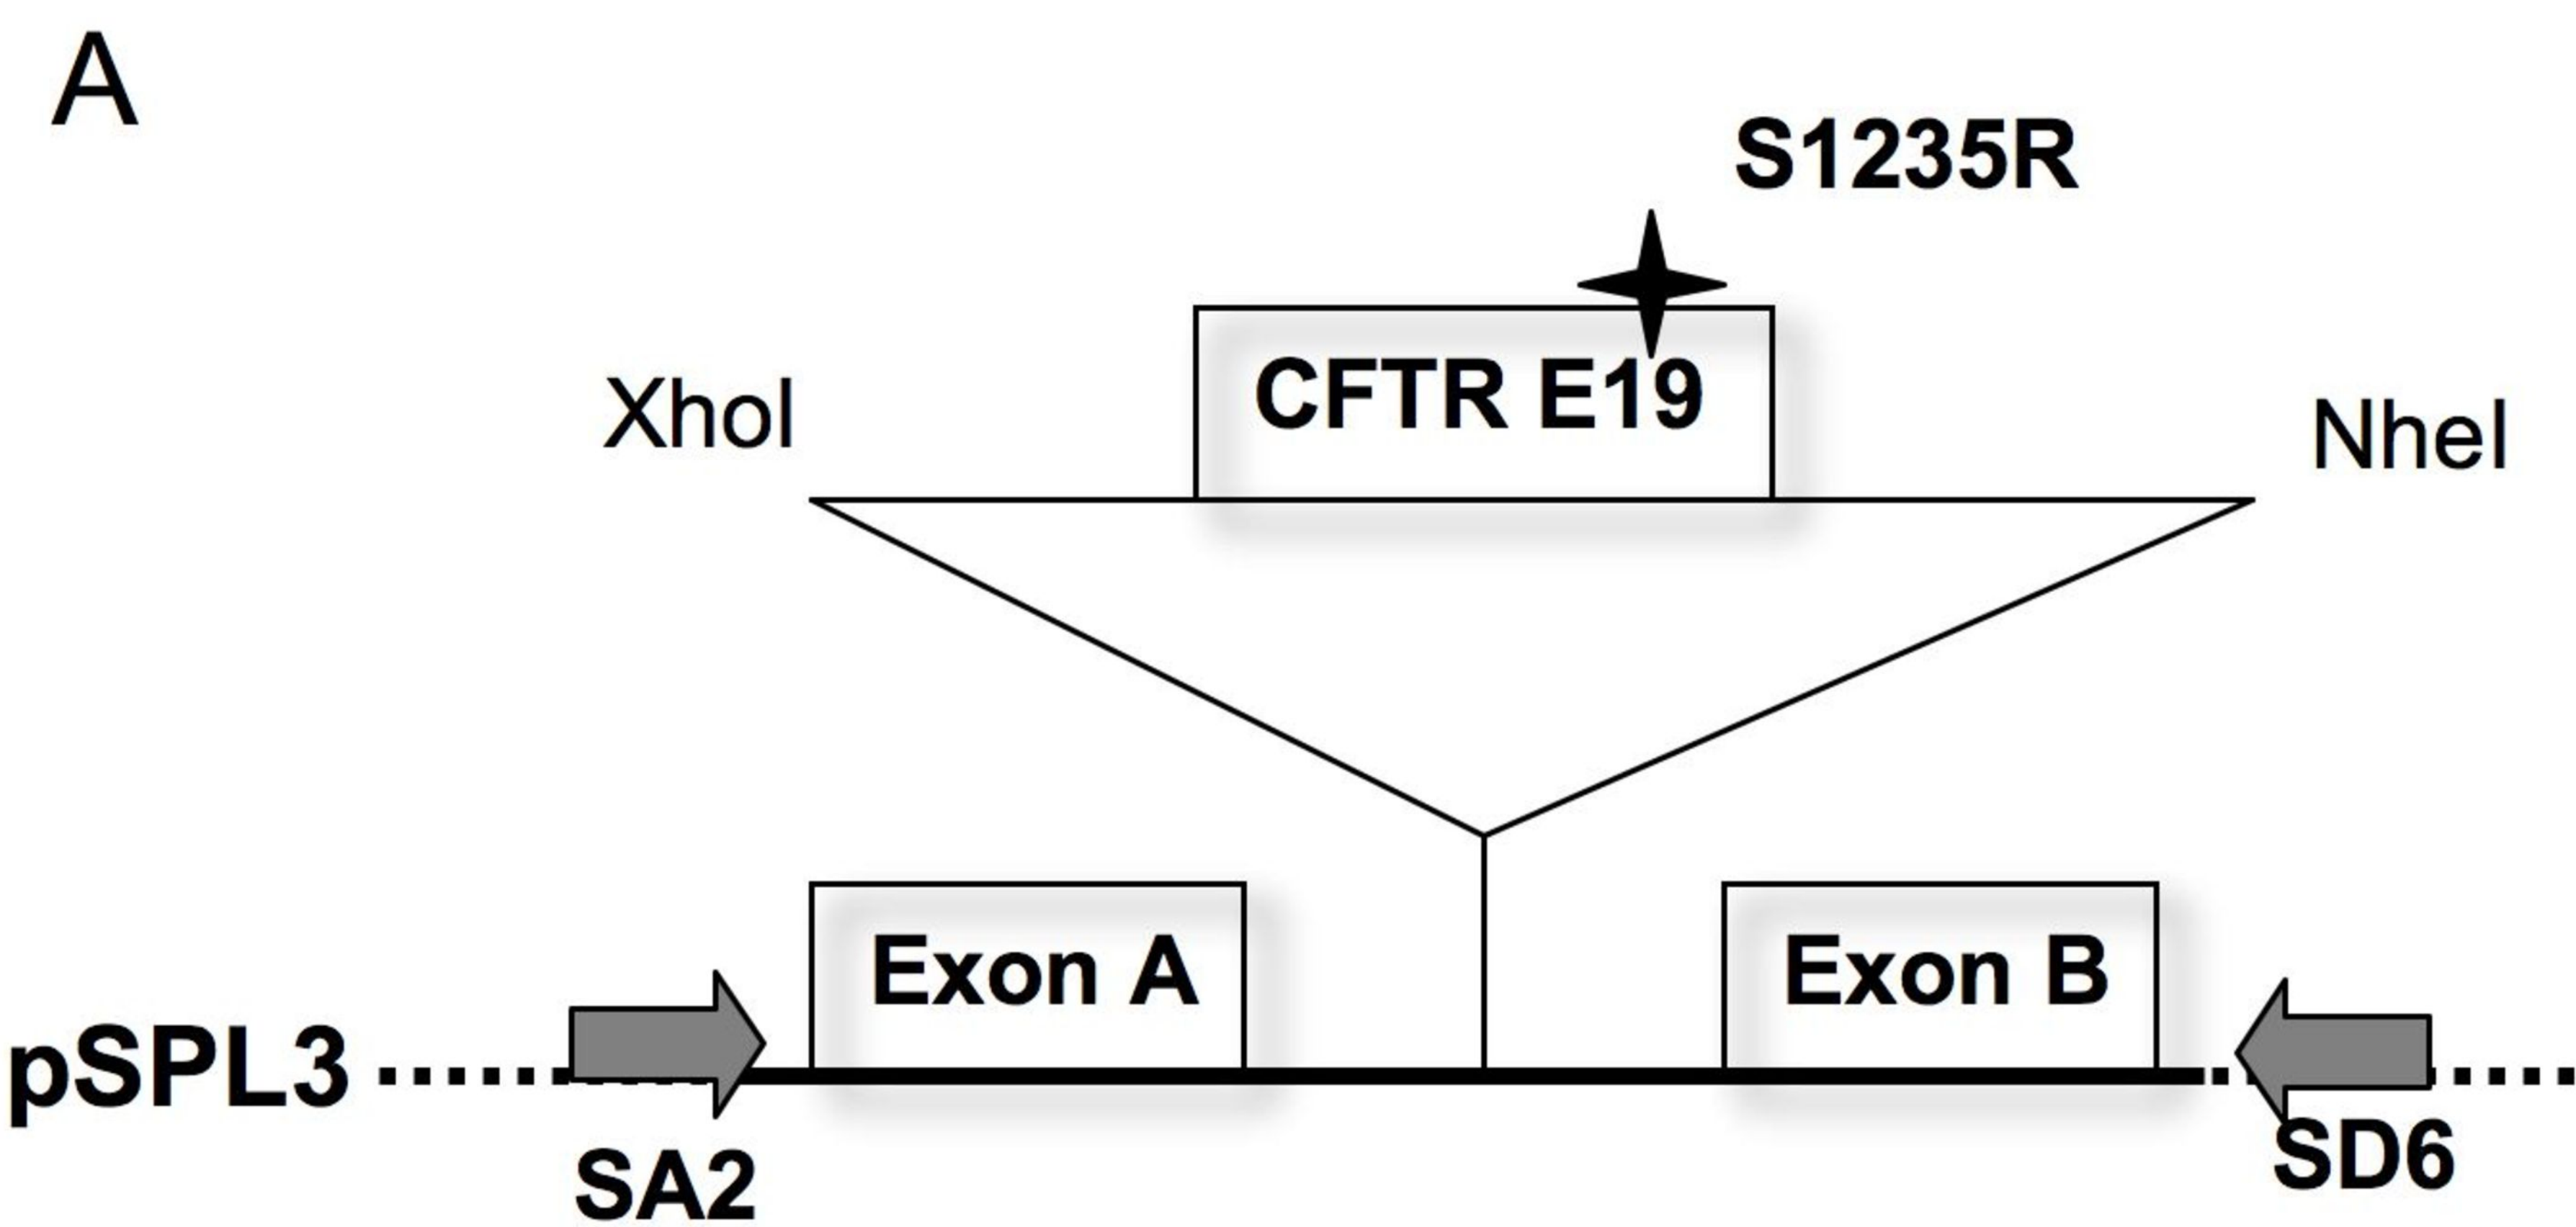 A
S1235R
XhoI
CFTR E19
NheI
Exon A
Exon B
pSPL3
SA2
SD6